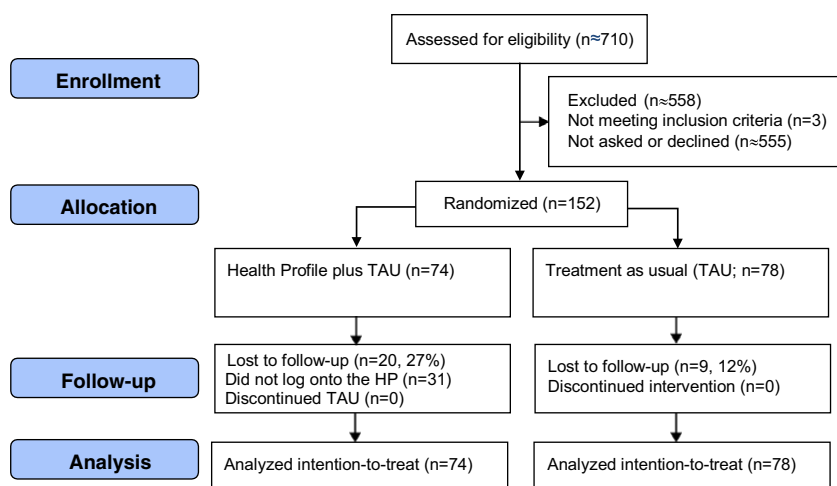 Assessed for eligibility (n≈710)
Enrollment
Excluded (n≈558)
Not meeting inclusion criteria (n=3)
Not asked or declined (n≈555)
Allocation
Randomized (n=152)
Health Profile plus TAU (n=74)
Treatment as usual (TAU; n=78)
Follow-up
Lost to follow-up (n=20, 27%)
Did not log onto the HP (n=31)
Discontinued TAU (n=0)
Lost to follow-up (n=9, 12%)
Discontinued intervention (n=0)
Analysis
Analyzed intention-to-treat (n=74)
Analyzed intention-to-treat (n=78)